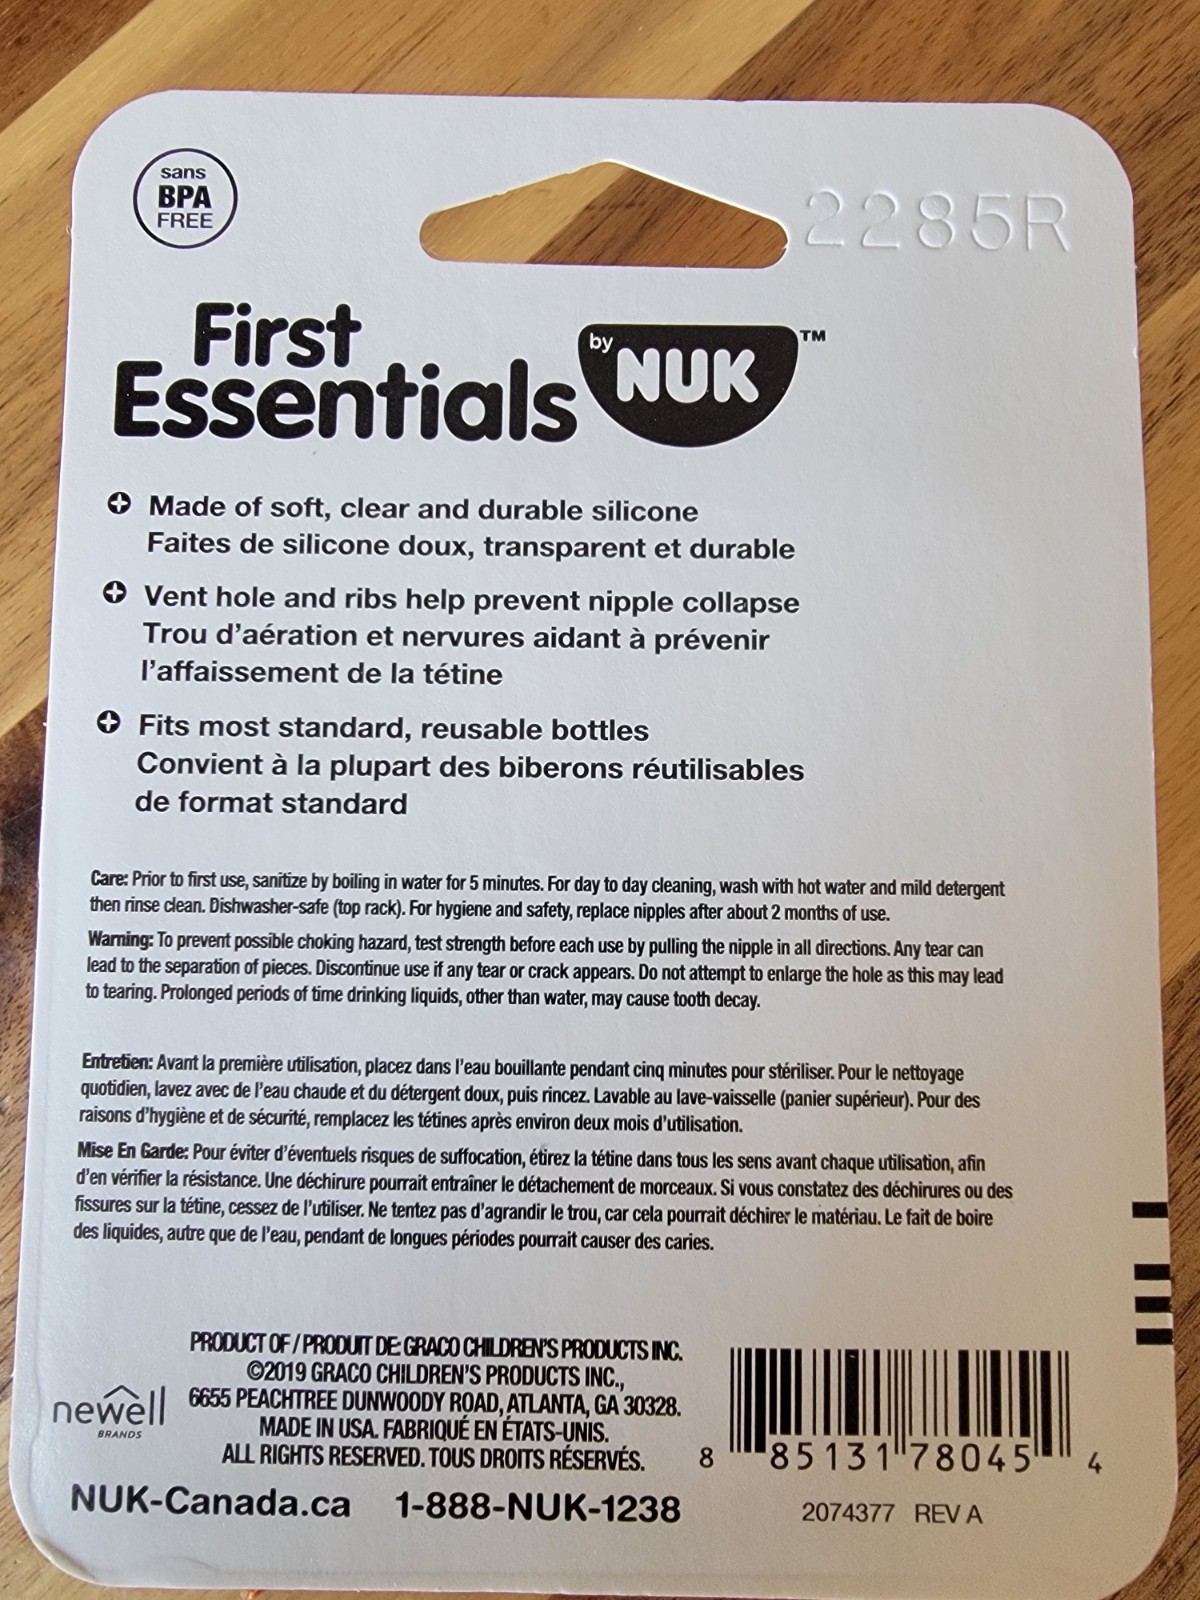 sans
BPA
FREE
2285R
First
Essentials
by NUK™
Made of soft, clear and durable silicone
Faites de silicone doux, transparent et durable
Vent hole and ribs help prevent nipple collapse
Trou d'aération et nervures aidant à prévenir
l'affaissement de la tétine
Fits most standard, reusable bottles
Convient à la plupart des biberons réutilisables
de format standard
Care: Prior to first use, sanitize by boiling in water for 5 minutes. For day to day cleaning, wash with hot water and mild detergent
then rinse clean. Dishwasher-safe (top rack). For hygiene and safety, replace nipples after about 2 months of use.
Warning: To prevent possible choking hazard, test strength before each use by pulling the nipple in all directions. Any tear can
lead to the separation of pieces. Discontinue use if any tear or crack appears. Do not attempt to enlarge the hole as this may lead
to tearing. Prolonged periods of time drinking liquids, other than water, may cause tooth decay.
Entretien: Avant la première utilisation, placez dans l'eau bouillante pendant cinq minutes pour stériliser. Pour le nettoyage
quotidien, lavez avec de l'eau chaude et du détergent doux, puis rincez. Lavable au lave-vaisselle (panier supérieur). Pour des
raisons d'hygiène et de sécurité, remplacez les tétines après environ deux mois d'utilisation.
Mise En Garde: Pour éviter d'éventuels risques de suffocation, étirez la tétine dans tous les sens avant chaque utilisation, afin
d'en vérifier la résistance. Une déchirure pourrait entraîner le détachement de morceaux. Si vous constatez des déchirures ou des
fissures sur la tétine, cessez de l'utiliser. Ne tentez pas d'agrandir le trou, car cela pourrait déchirer le matériau. Le fait de boire
des liquides, autre que de l'eau, pendant de longues périodes pourrait causer des caries.
PRODUCT OF / PRODUIT DE: GRACO CHILDREN'S PRODUCTS INC.
©2019 GRACO CHILDREN'S PRODUCTS INC.,
6655 PEACHTREE DUNWOODY ROAD, ATLANTA, GA 30328.
MADE IN USA. FABRIQUÉ EN ÉTATS-UNIS.
ALL RIGHTS RESERVED. TOUS DROITS RÉSERVÉS.
newell
BRANDS
NUK-Canada.ca 1-888-NUK-1238
8 85131 78045 4
2074377 REV A